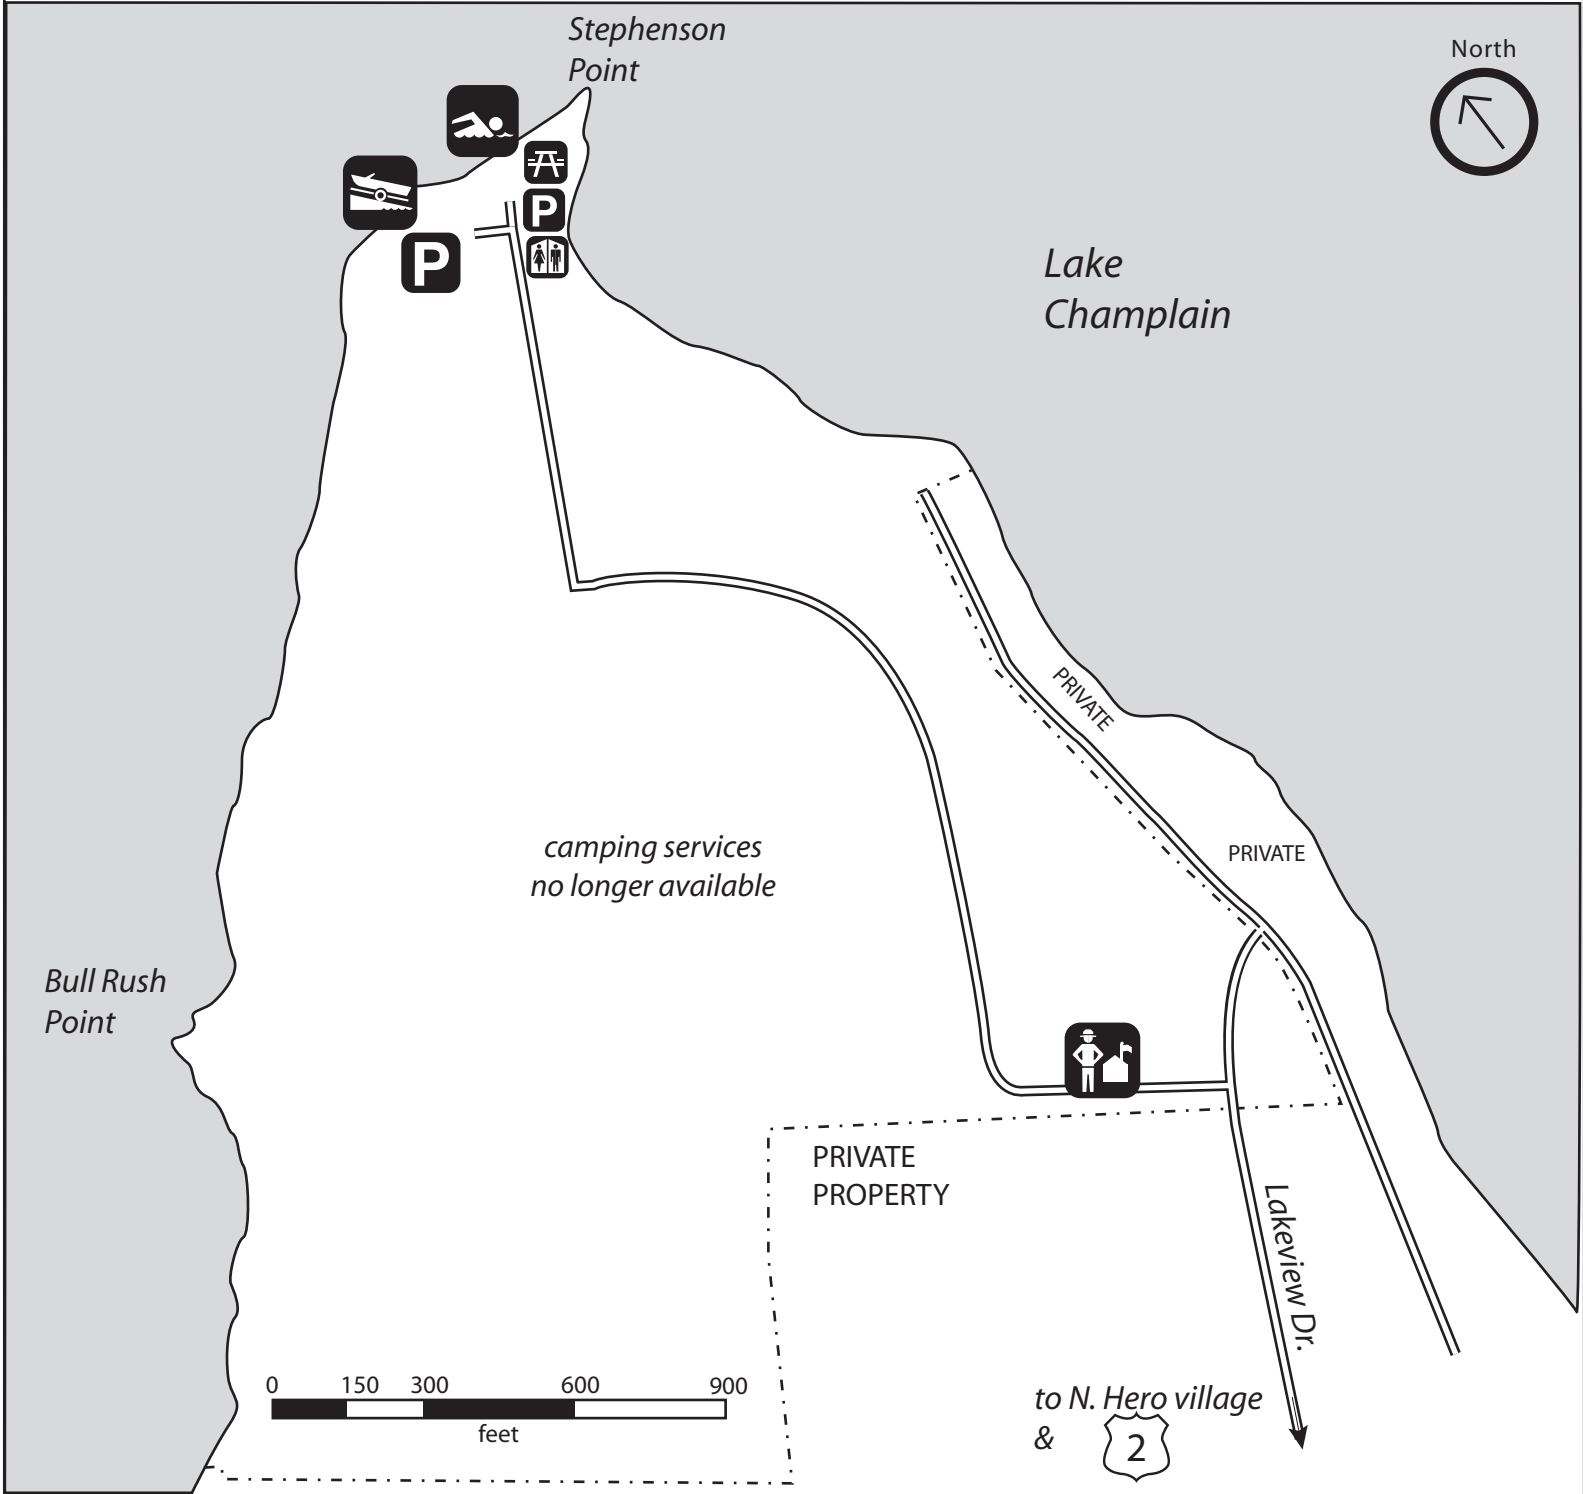 Stephenson
Point
North
P
P
Lake
Champlain
PRIVATE
camping services
no longer available
PRIVATE
Bull Rush
Point
PRIVATE
PROPERTY
Lakeview Dr.
0 150 300 600 900
feet
to N. Hero village
&
2